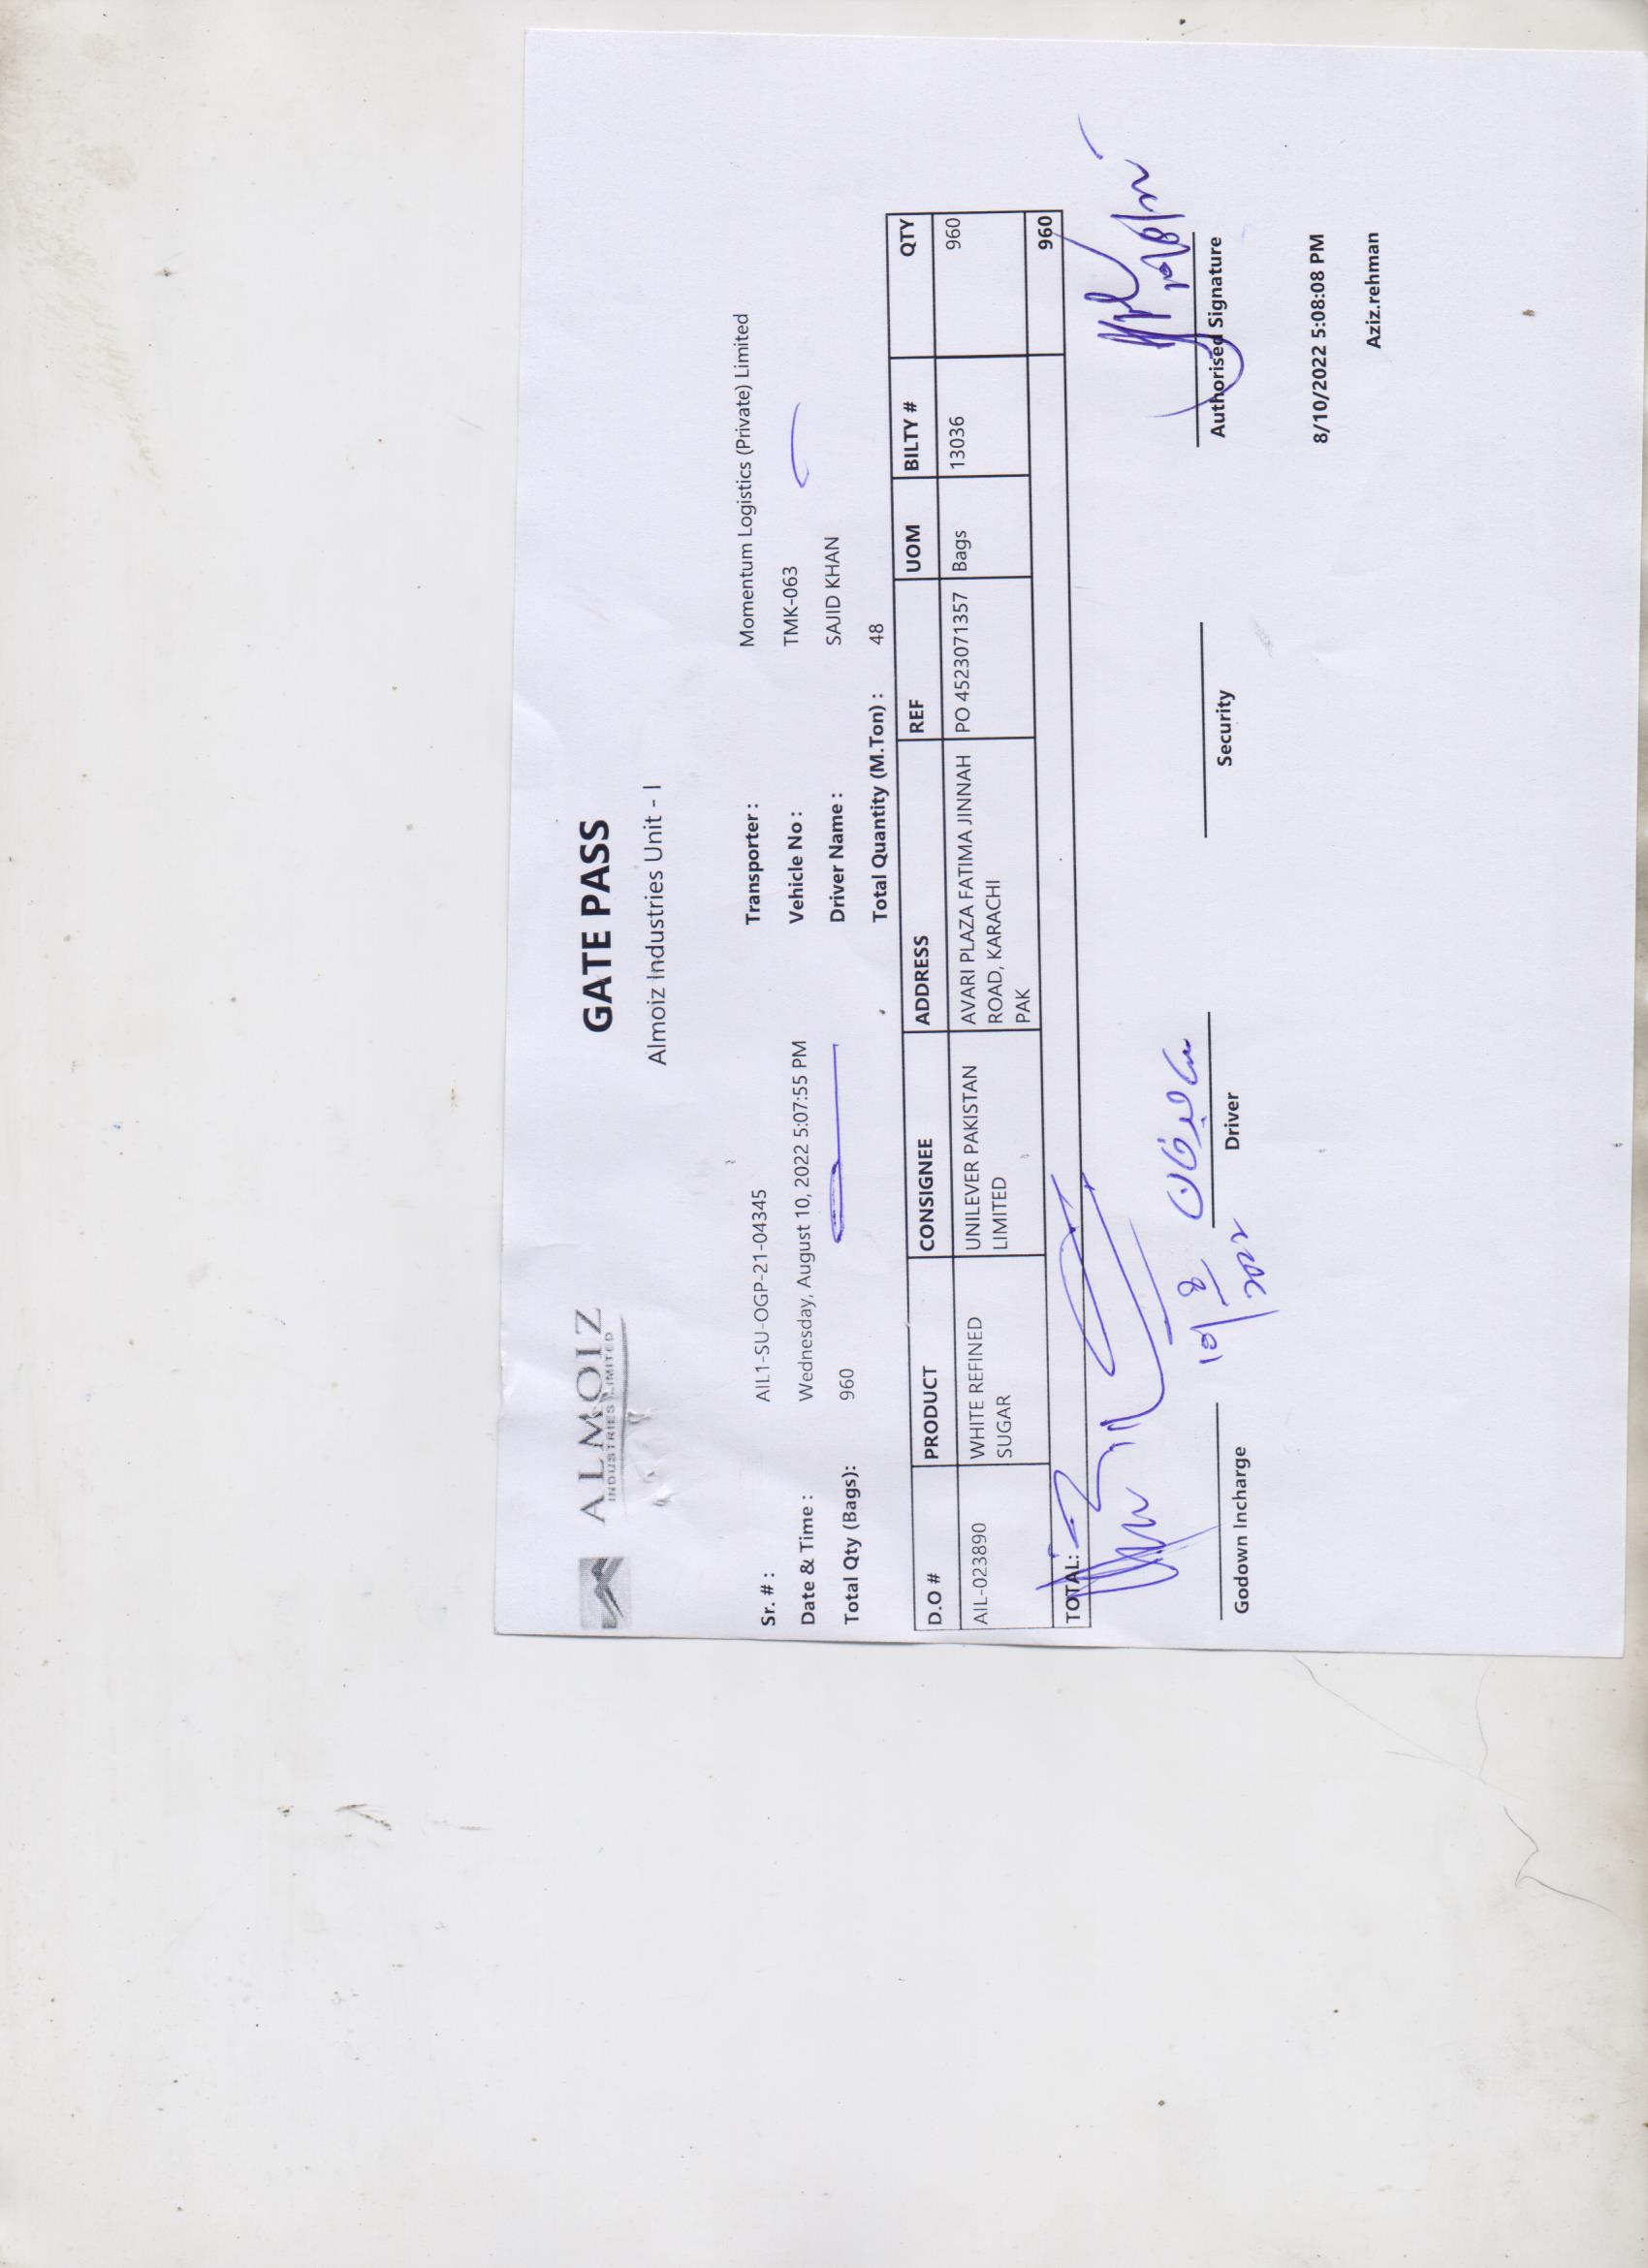 ALMOIZ
INDUSTRIES LIMITED
GATE PASS
Almoiz Industries Unit - I
Sr. # : AIL1-SU-OGP-21-04345 Transporter : Momentum Logistics (Private) Limited
Date & Time : Wednesday, August 10, 2022 5:07:55 PM Vehicle No : TMK-063
Total Qty (Bags): 960 Driver Name : SAJID KHAN
Total Quantity (M.Ton) : 48
D.O # PRODUCT CONSIGNEE ADDRESS REF UOM BILTY # QTY
AIL-023890 WHITE REFINED UNILEVER PAKISTAN AVARI PLAZA FATIMA JINNAH PO 4523071357 Bags 13036 960
SUGAR LIMITED ROAD, KARACHI
PAK
TOTAL: 960
ساجد خان
10/8/2022
Godown Incharge Driver Security Authorised Signature
8/10/2022 5:08:08 PM
Aziz.rehman